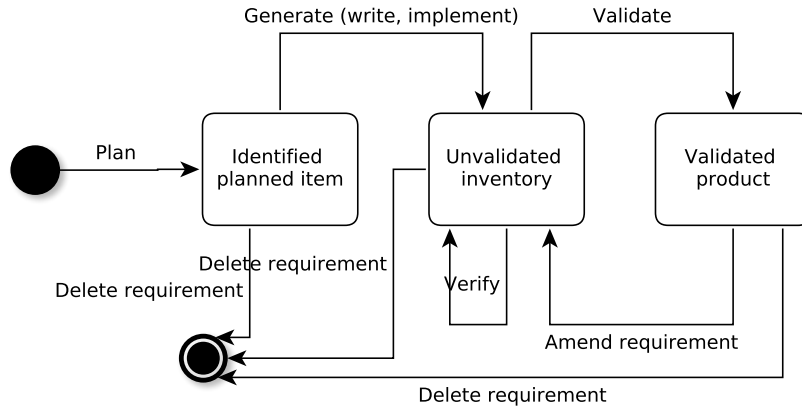 Generate (write, implement)
Validate
Plan
Identified
planned item
Unvalidated
inventory
Validated
product
Delete requirement
Delete requirement
Verify
Amend requirement
Delete requirement